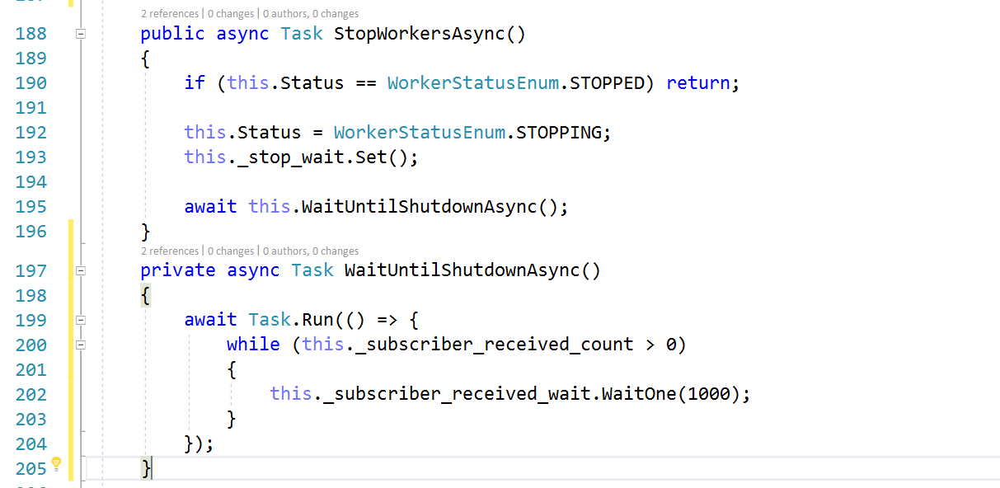 2 references | 0 changes | 0 authors, 0 changes
188 public async Task StopWorkersAsync()
189 {
190 if (this.Status == WorkerStatusEnum.STOPPED) return;
191
192 this.Status = WorkerStatusEnum.STOPPING;
193 this._stop_wait.Set();
194
195 await this.WaitUntilShutdownAsync();
196 }
2 references | 0 changes | 0 authors, 0 changes
197 private async Task WaitUntilShutdownAsync()
198 {
199 await Task.Run(() => {
200 while (this._subscriber_received_count > 0)
201 {
202 this._subscriber_received_wait.WaitOne(1000);
203 }
204 });
205 }